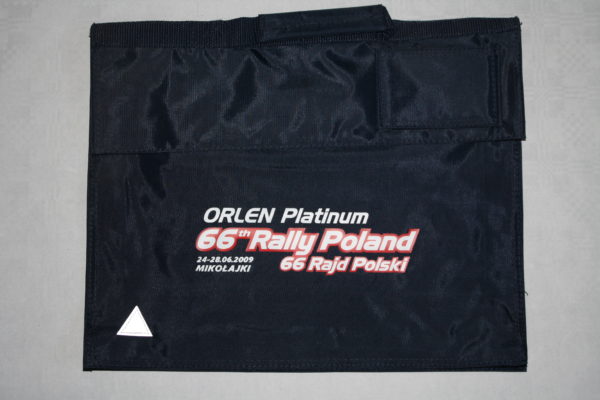 ORLEN Platinum
66th Rally Poland
24-28.06.2009 66 Rajd Polski
MIKOŁAJKI